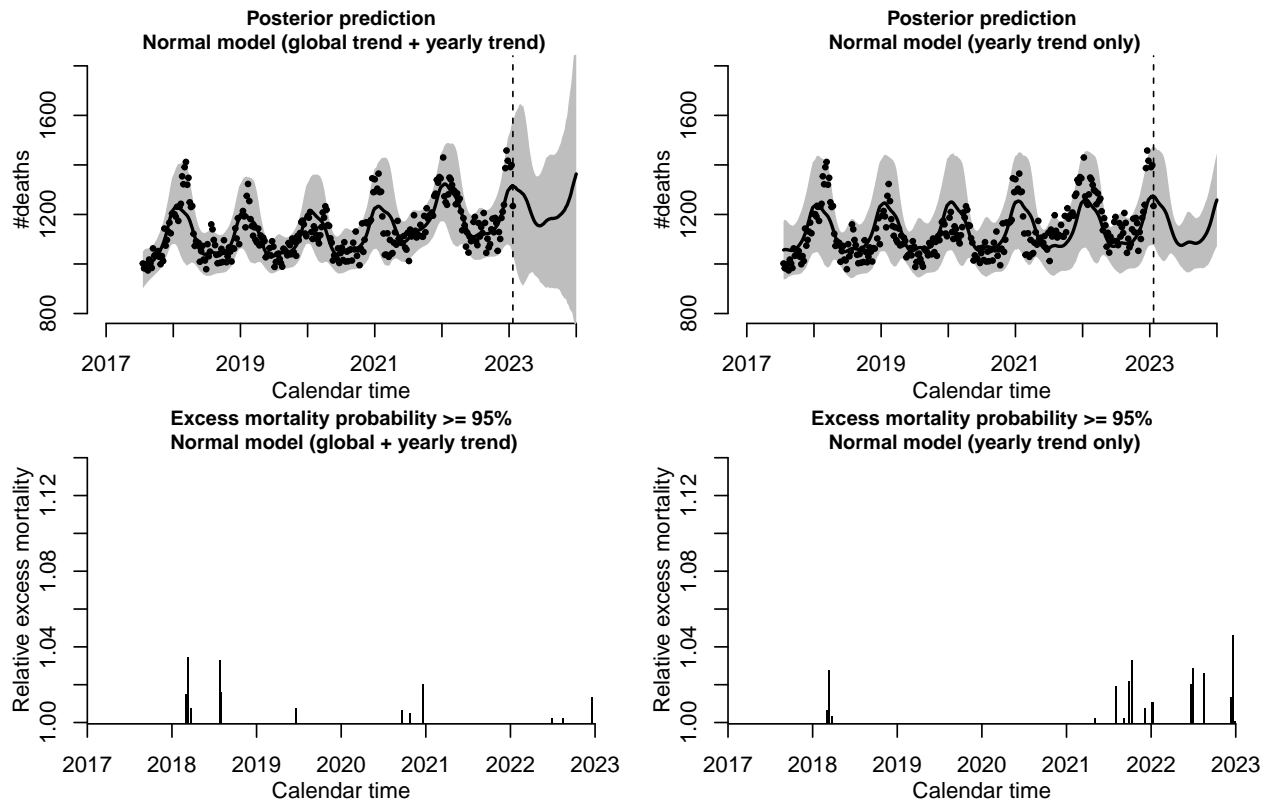 Posterior prediction
Normal model (global trend + yearly trend)
#deaths
800
1200
1600
2017
2019
2021
2023
Calendar time
Posterior prediction
Normal model (yearly trend only)
#deaths
800
1200
1600
2017
2019
2021
2023
Calendar time
Excess mortality probability >= 95%
Normal model (global + yearly trend)
Relative excess mortality
1.00
1.04
1.08
1.12
2017
2018
2019
2020
2021
2022
2023
Calendar time
Excess mortality probability >= 95%
Normal model (yearly trend only)
Relative excess mortality
1.00
1.04
1.08
1.12
2017
2018
2019
2020
2021
2022
2023
Calendar time